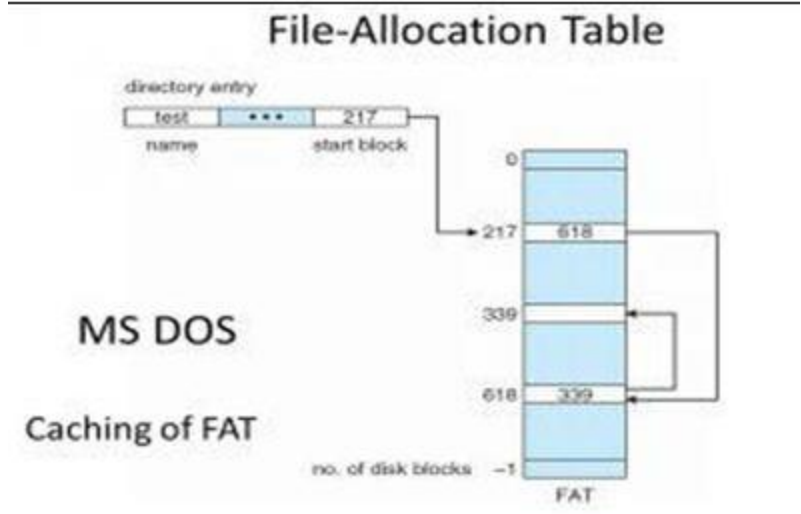 File-Allocation Table
directory entry
test ••• 217
name start block
0
217 618
339
618 339
no. of disk blocks –1
FAT
MS DOS
Caching of FAT